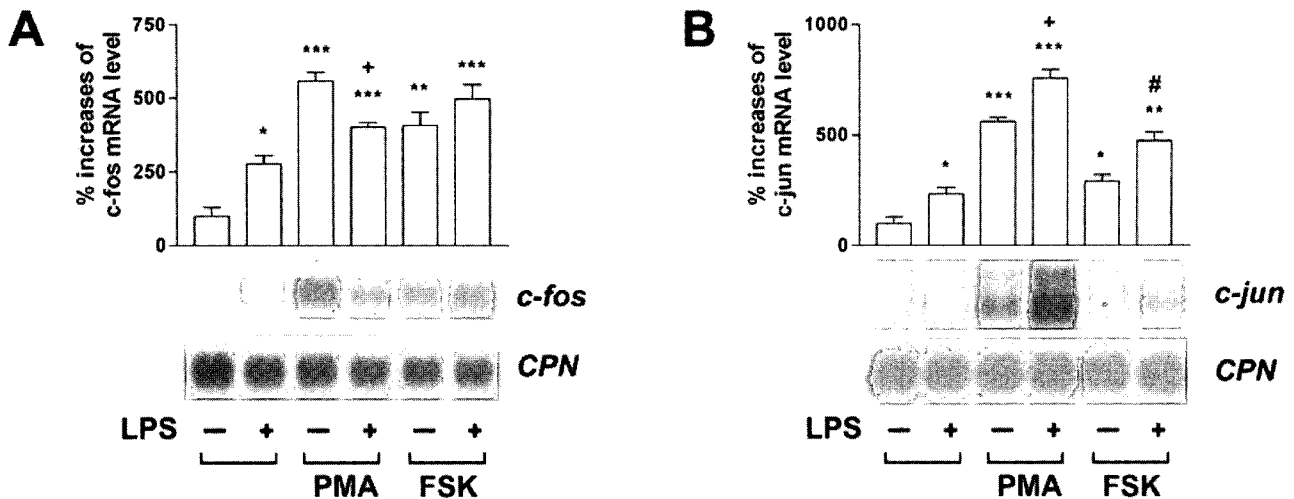 A
% increases of
c-fos mRNA level
750
500
250
0
*
***
+
***
**
***
c-fos
CPN
LPS
— + — + — +
PMA FSK
B
% increases of
c-jun mRNA level
1000
500
0
*
***
+
***
*
#
**
c-jun
CPN
LPS
— + — + — +
PMA FSK